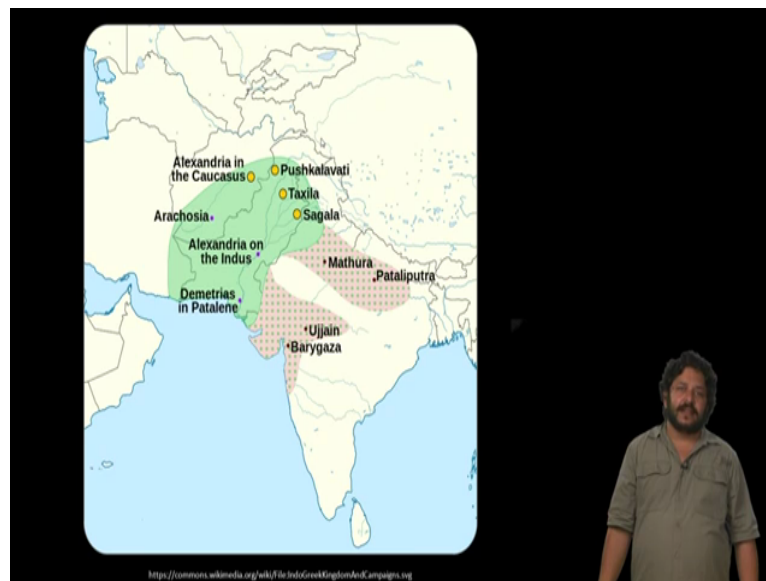 Alexandria in
the Caucasus
Pushkalavati
Taxila
Arachosia
Sagala
Alexandria on
the Indus
Mathura
Pataliputra
Demetrias
in Patalene
Ujjain
Barygaza
https://commons.wikimedia.org/wiki/File:IndoGreekKingdomAndCampaigns.svg